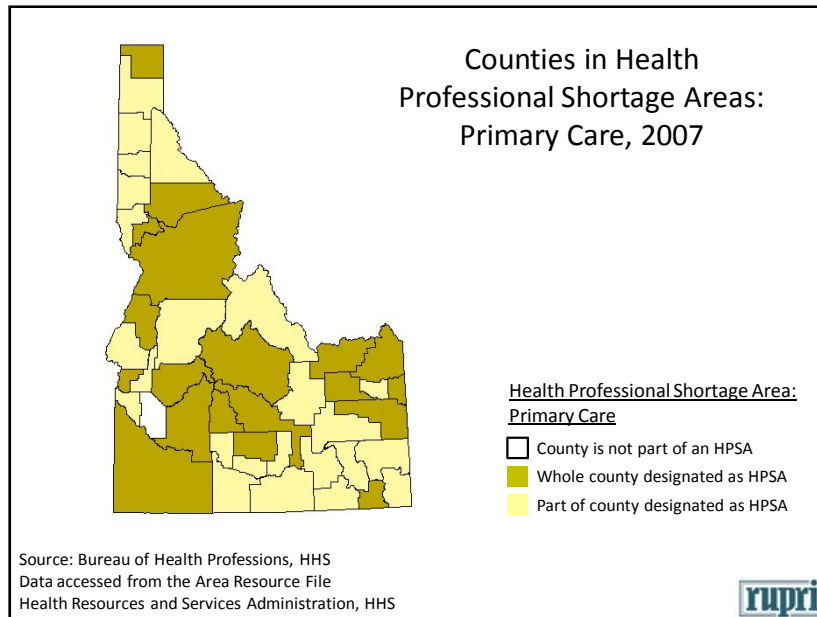 Counties in Health
Professional Shortage Areas:
Primary Care, 2007
Health Professional Shortage Area:
Primary Care
County is not part of an HPSA
Whole county designated as HPSA
Part of county designated as HPSA
Source: Bureau of Health Professions, HHS
Data accessed from the Area Resource File
Health Resources and Services Administration, HHS
rupri